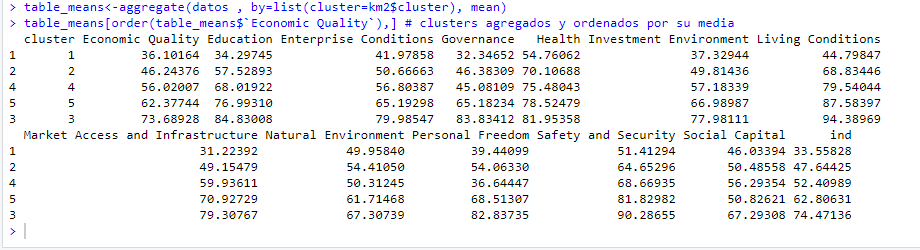 > table_means<-aggregate(datos , by=list(cluster=km2$cluster), mean)
> table_means[order(table_means$`Economic Quality`),] # clusters agregados y ordenados por su media
  cluster Economic Quality Education Enterprise Conditions Governance   Health Investment Environment Living Conditions
1       1         36.10164  34.29745              41.97858   32.34652 54.76062               37.32944          44.79847
2       2         46.24376  57.52893              50.66663   46.38309 70.10688               49.81436          68.83446
4       4         56.02007  68.01922              56.80387   45.08109 75.48043               57.18339          79.54044
5       5         62.37744  76.99310              65.19298   65.18234 78.52479               66.98987          87.58397
3       3         73.68928  84.83008              79.98547   83.83412 81.95358               77.98111          94.38969
  Market Access and Infrastructure Natural Environment Personal Freedom Safety and Security Social Capital      ind
1                         31.22392            49.95840         39.44099            51.41294       46.03394 33.55828
2                         49.15479            54.41050         54.06330            64.65296       50.48558 47.64425
4                         59.93611            50.31245         36.64447            68.66935       56.29354 52.40989
5                         70.92729            61.71468         68.51307            81.82982       50.82621 62.80631
3                         79.30767            67.30739         82.83735            90.28655       67.29308 74.47136
>